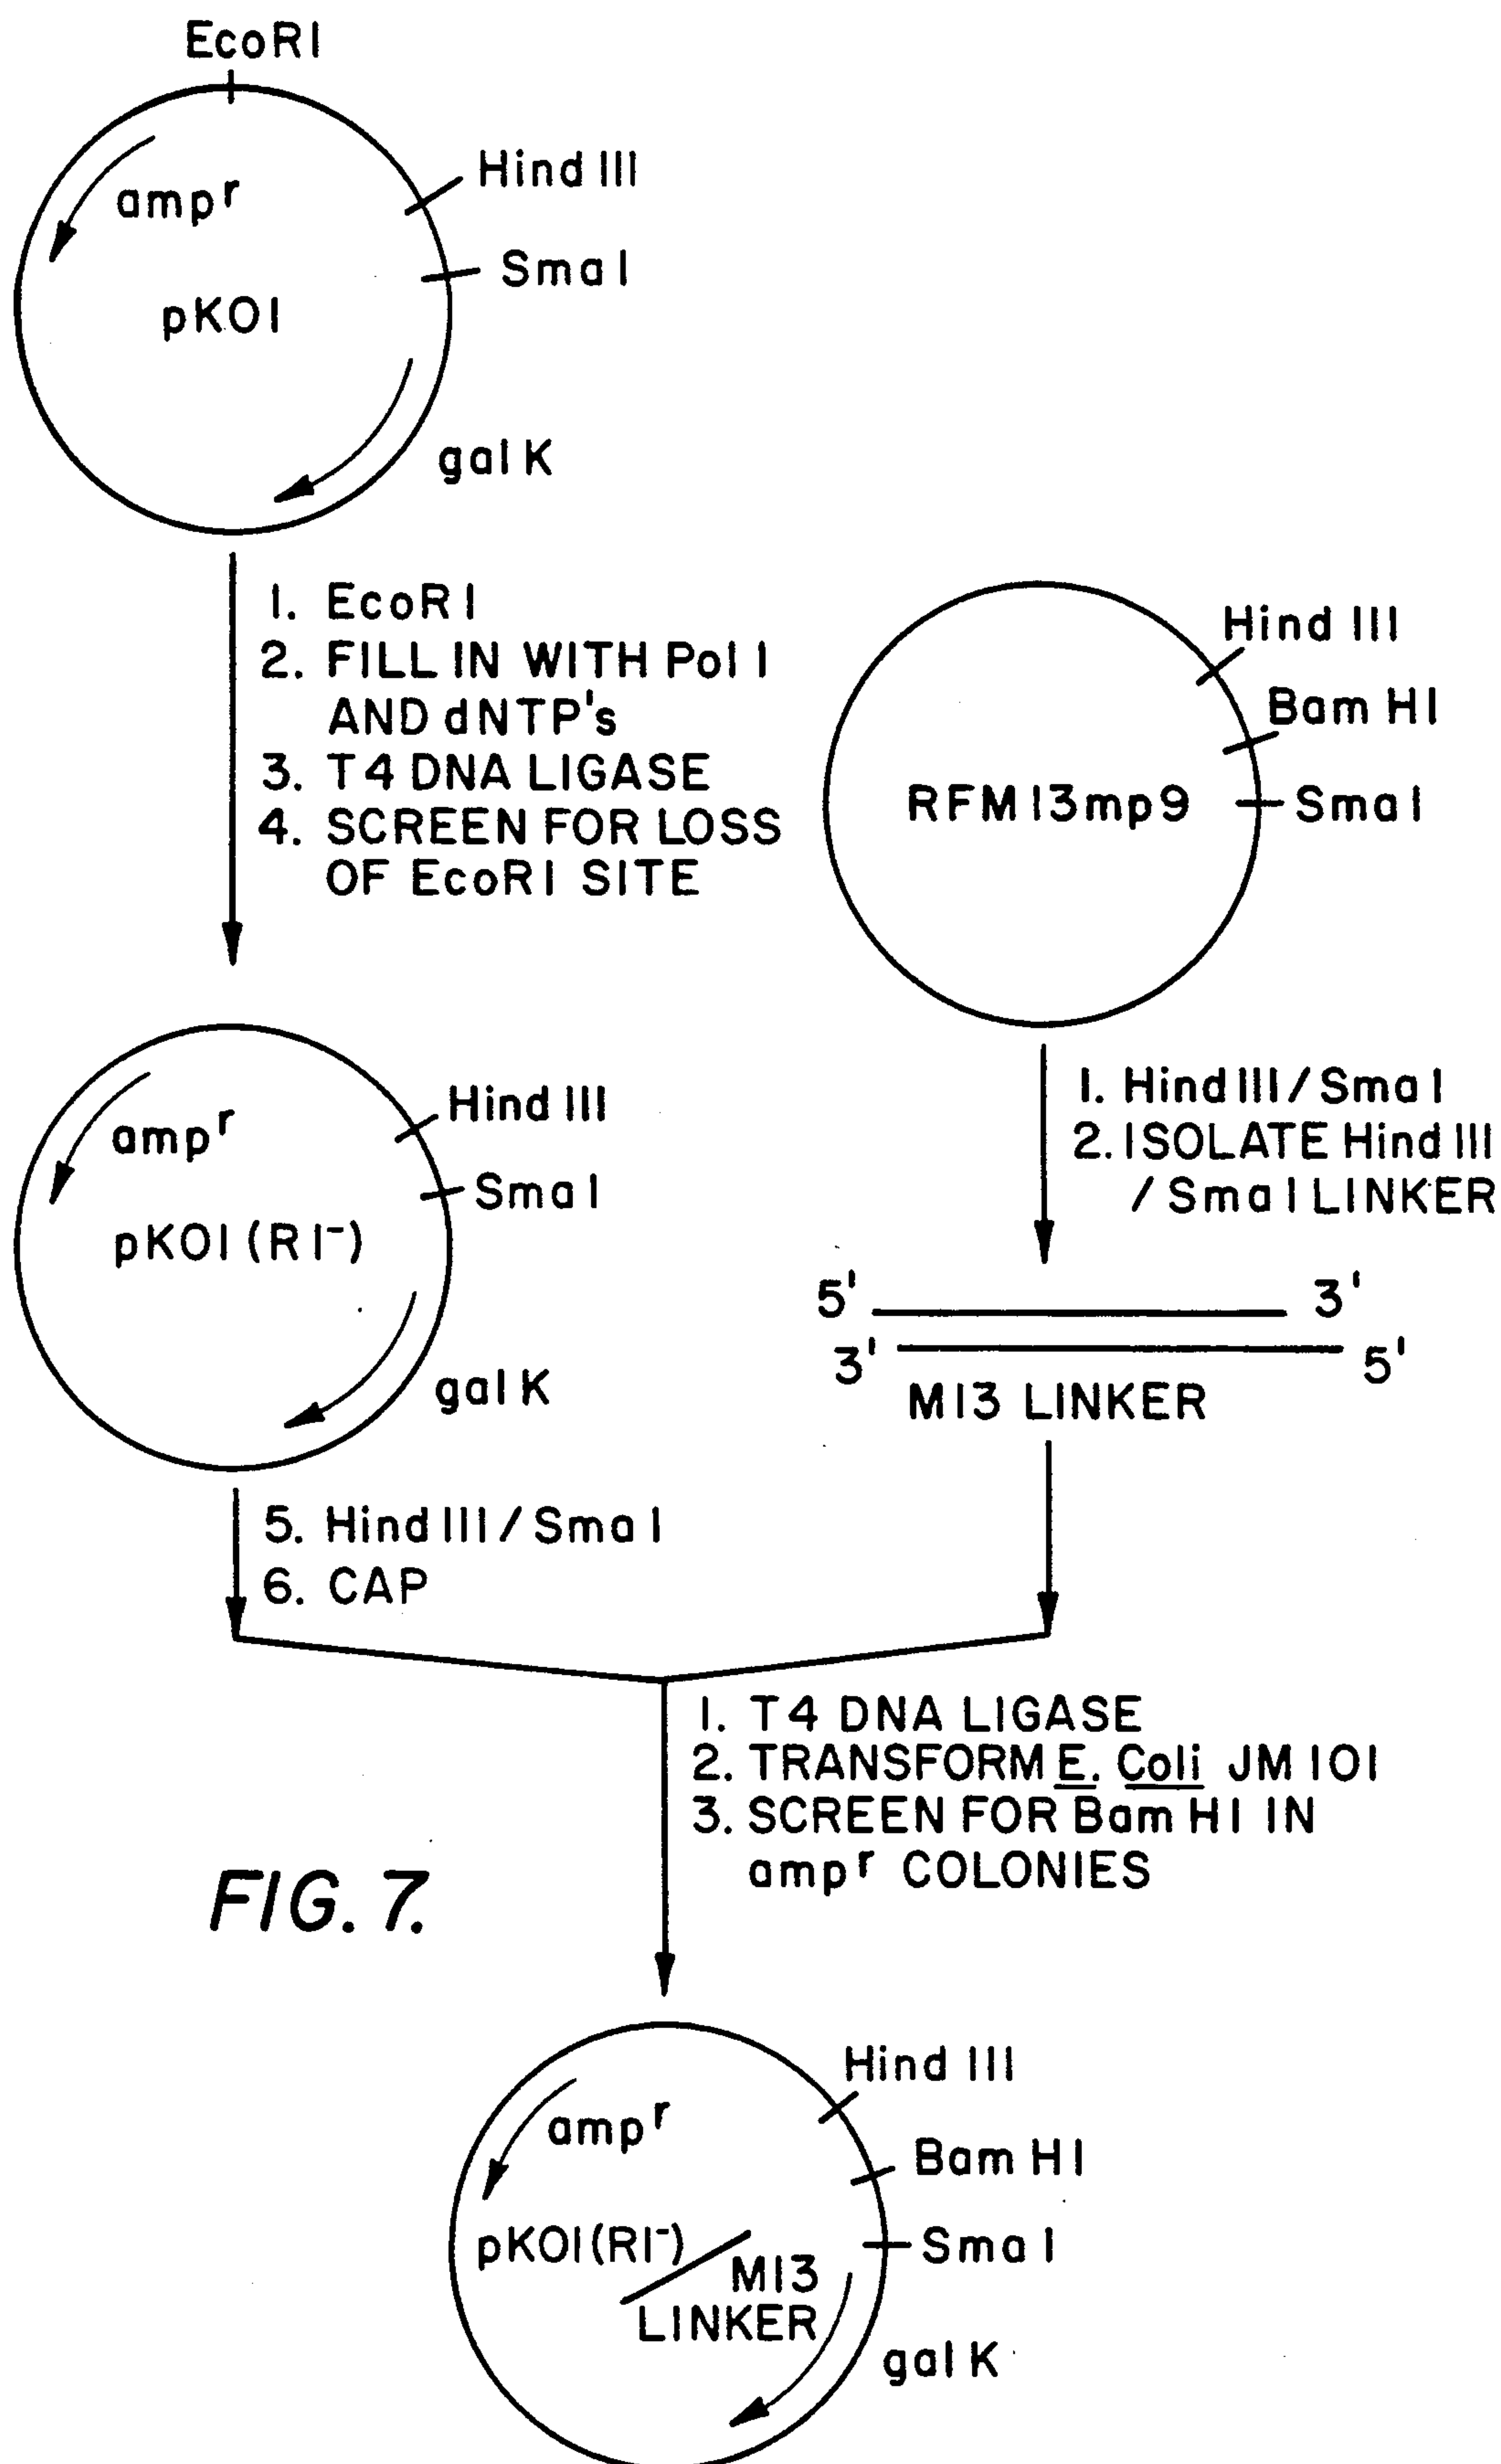 EcoRI
Hind III
Sma I
amp r
pKO1
gal K
1. EcoRI
2. FILL IN WITH Pol I
AND dNTP's
3. T4 DNA LIGASE
4. SCREEN FOR LOSS
OF EcoRI SITE
Hind III
Bam HI
RFM13mp9
Sma I
1. Hind III/Sma I
2. ISOLATE Hind III
/Sma I LINKER
5' 3'
3' 5'
M13 LINKER
Hind III
amp r
Sma I
pKO1(RI-)
gal K
5. Hind III/Sma I
6. CAP
1. T4 DNA LIGASE
2. TRANSFORM E. Coli JM 101
3. SCREEN FOR Bam HI IN
amp r COLONIES
FIG. 7.
Hind III
amp r
Bam HI
pKO1(RI-)/M13
LINKER
Sma I
gal K